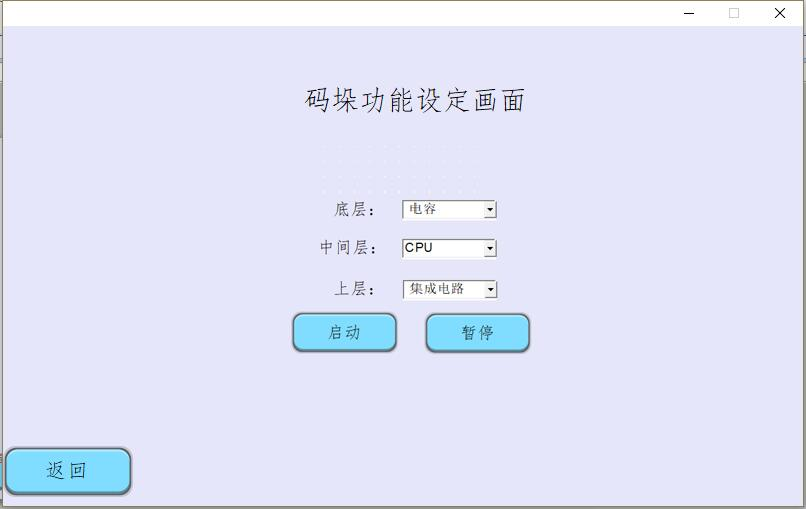 码垛功能设定画面
底层： 电容
中间层： CPU
上层： 集成电路
启动 暂停
返回